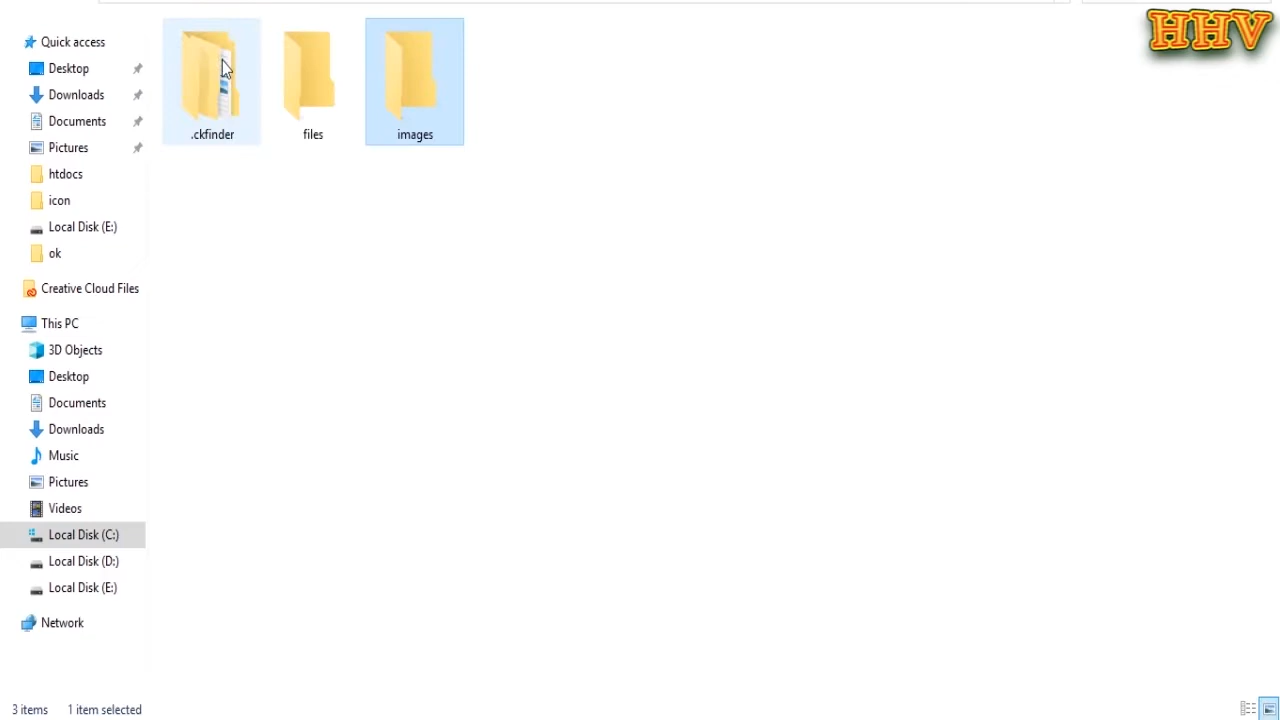 HHV
Quick access
Desktop
Downloads
Documents
Pictures
htdocs
icon
Local Disk (E:)
ok
Creative Cloud Files
This PC
3D Objects
Desktop
Documents
Downloads
Music
Pictures
Videos
Local Disk (C:)
Local Disk (D:)
Local Disk (E:)
Network
.ckfinder
files
images
3 items
1 item selected